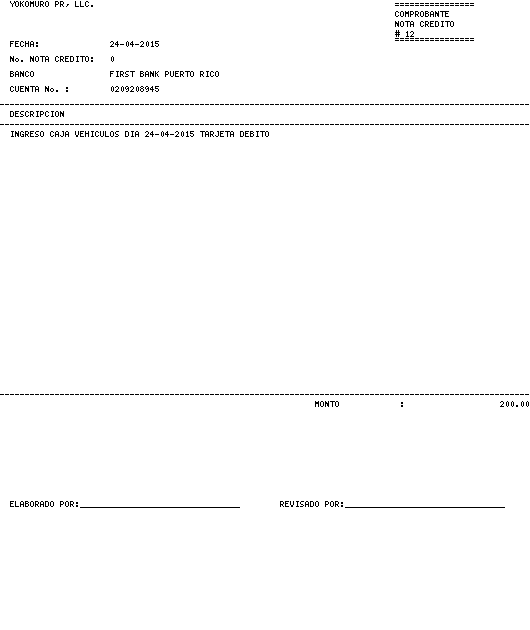 YOKOMURO PR, LLC.
================
COMPROBANTE
NOTA CREDITO
# 12
================
FECHA: 24-04-2015
No. NOTA CREDITO: 0
BANCO FIRST BANK PUERTO RICO
CUENTA No. : 0209208945
DESCRIPCION
INGRESO CAJA VEHICULOS DIA 24-04-2015 TARJETA DEBITO
MONTO : 200.00
ELABORADO POR:________________________________ REVISADO POR:________________________________